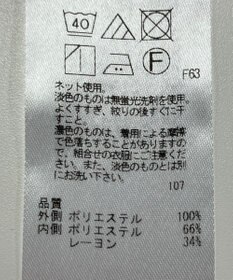 40
F
F63
ネット使用。
淡色のものは無蛍光洗剤を使用。
よくすすぎ、絞りの後すぐに干
すこと。
濃色のものは、着用による摩擦
で色落ちすることがありますの
で、組合せの衣服にご注意くだ
さい。また、淡色のものとは別
にお洗い下さい。
107
品質
外側 ポリエステル 100%
内側 ポリエステル 66%
レーヨン 34%